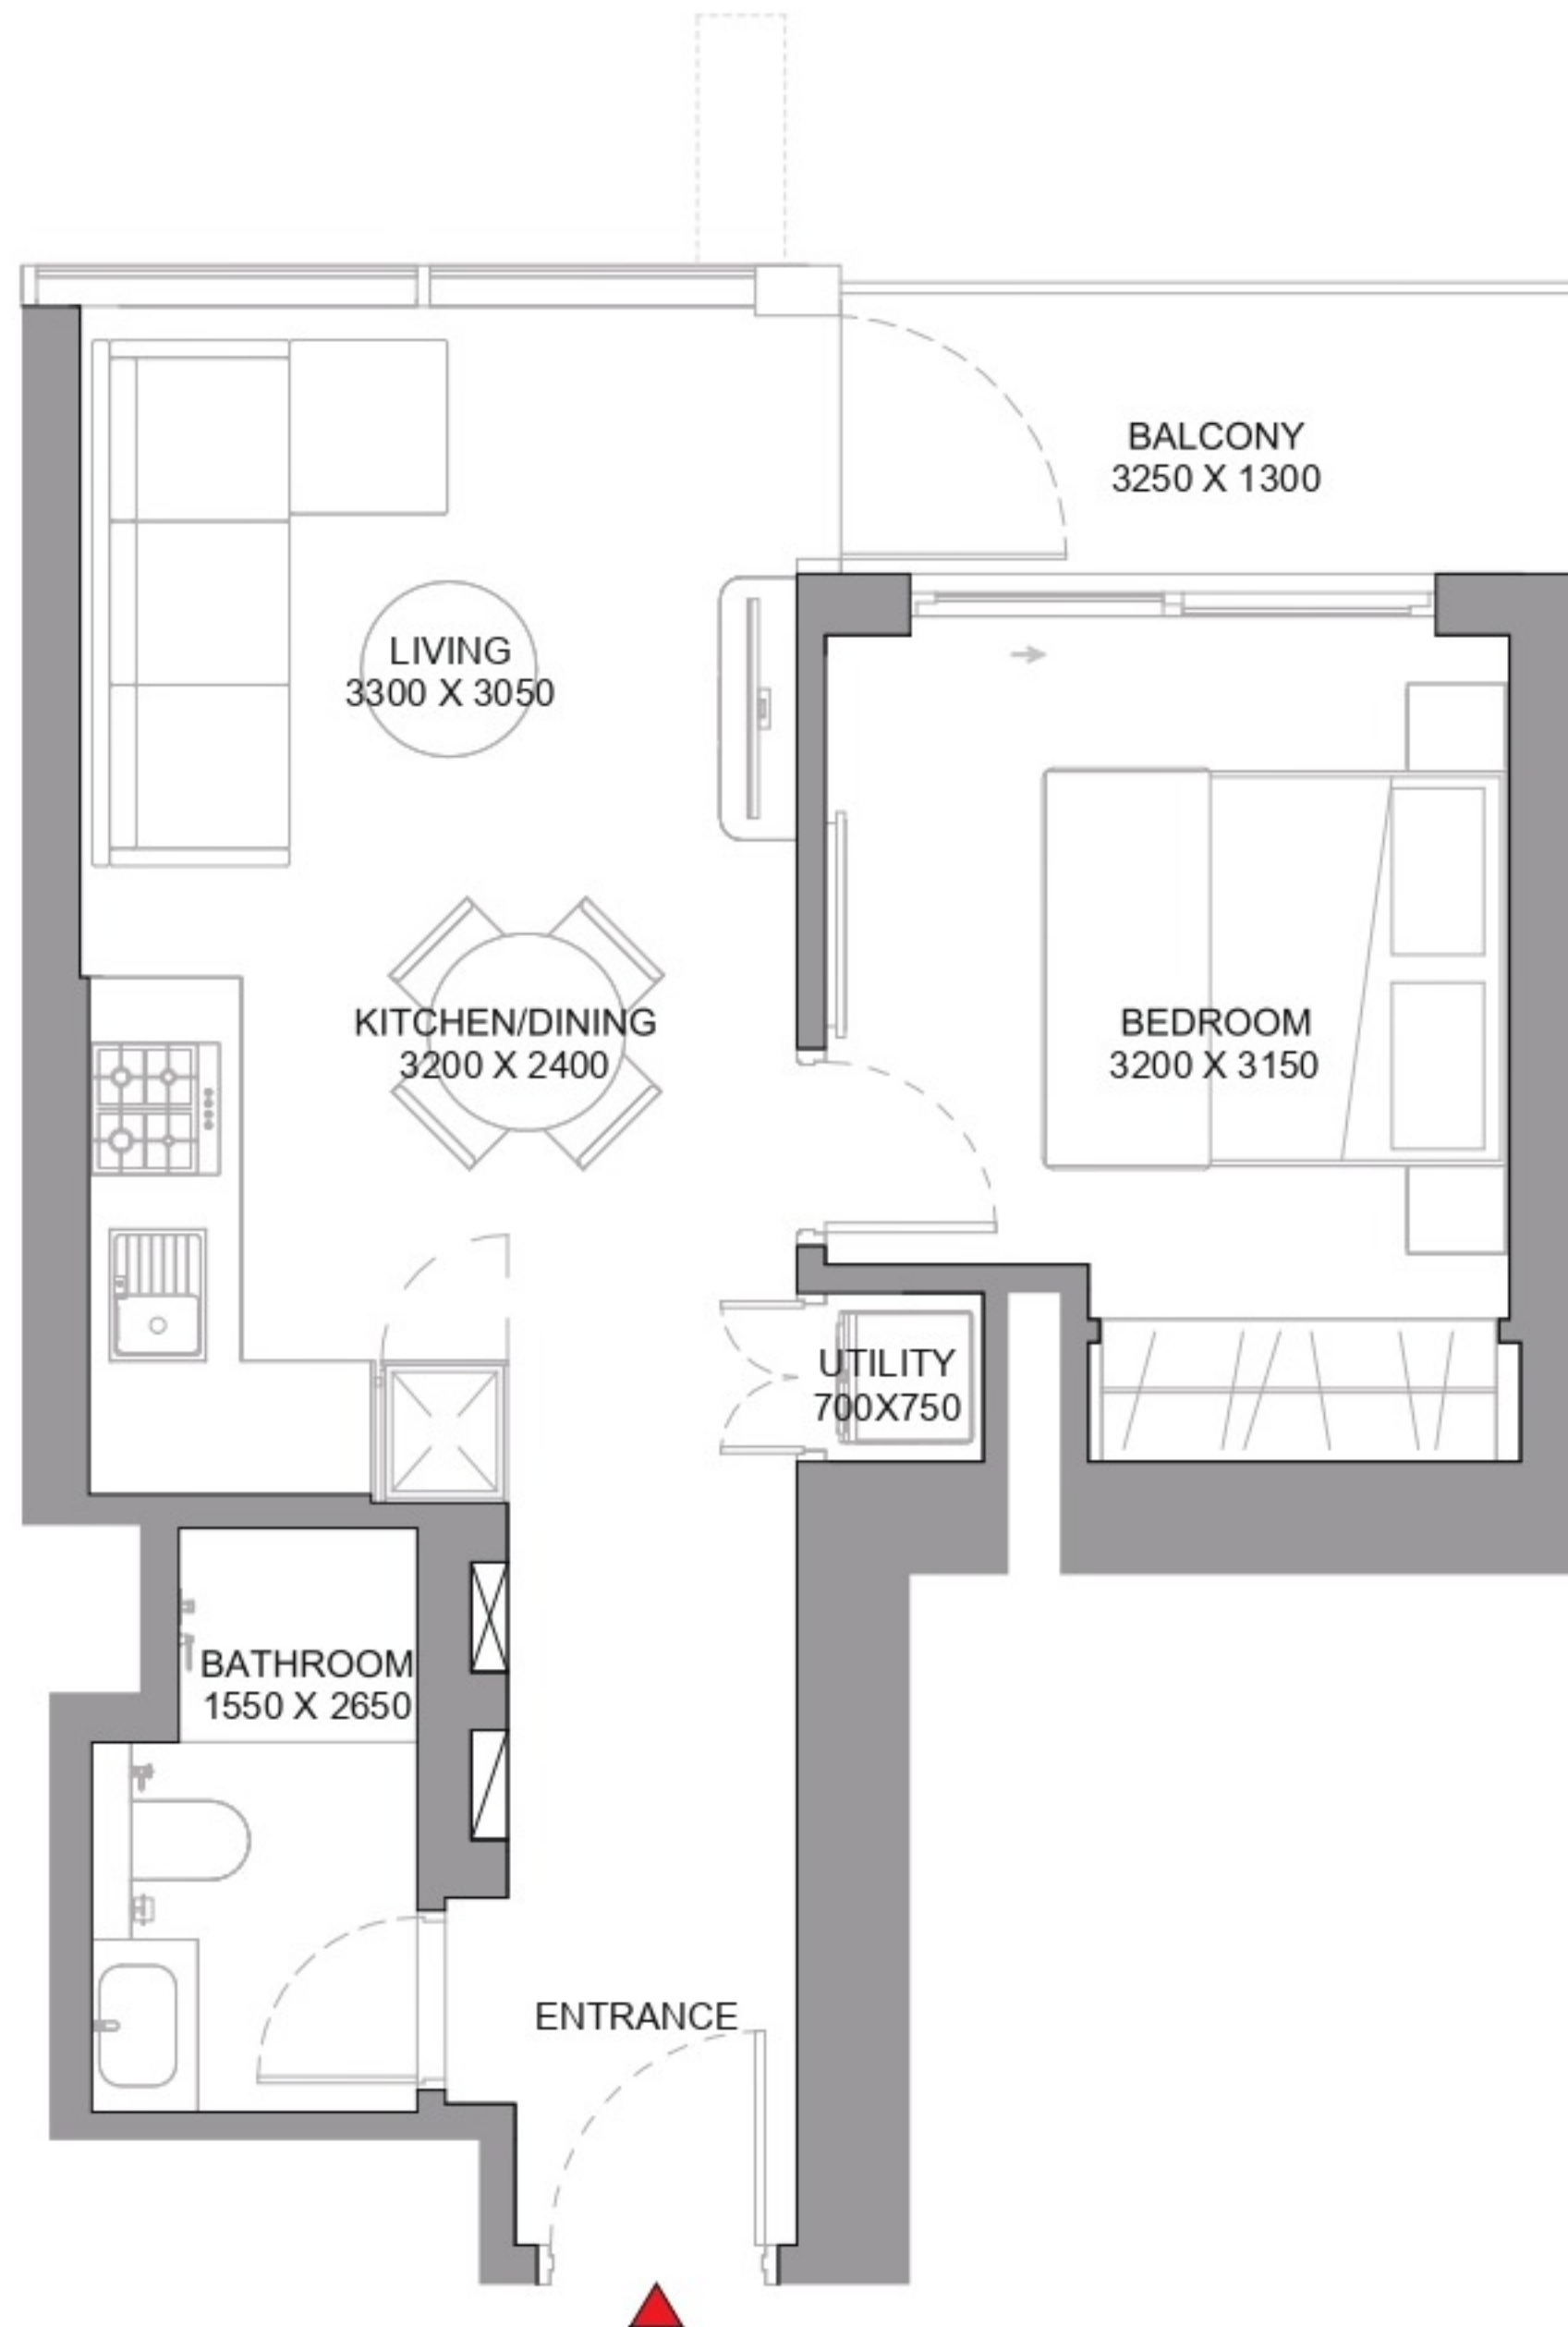 BALCONY
3250 X 1300
LIVING
3300 X 3050
KITCHEN/DINING
3200 X 2400
BEDROOM
3200 X 3150
UTILITY
700X750
BATHROOM
1550 X 2650
ENTRANCE